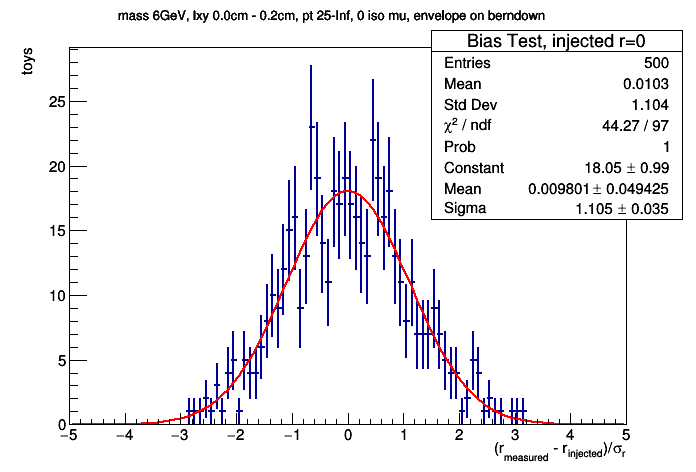 mass 6GeV, lxy 0.0cm - 0.2cm, pt 25-Inf, 0 iso mu, envelope on berndown
Bias Test, injected r=0
Entries 500
Mean 0.0103
Std Dev 1.104
χ² / ndf 44.27 / 97
Prob 1
Constant 18.05 ± 0.99
Mean 0.009801 ± 0.049425
Sigma 1.105 ± 0.035
toys
25
20
15
10
5
0
−5 −4 −3 −2 −1 0 1 2 3 4 5
(r_measured - r_injected)/σ_r